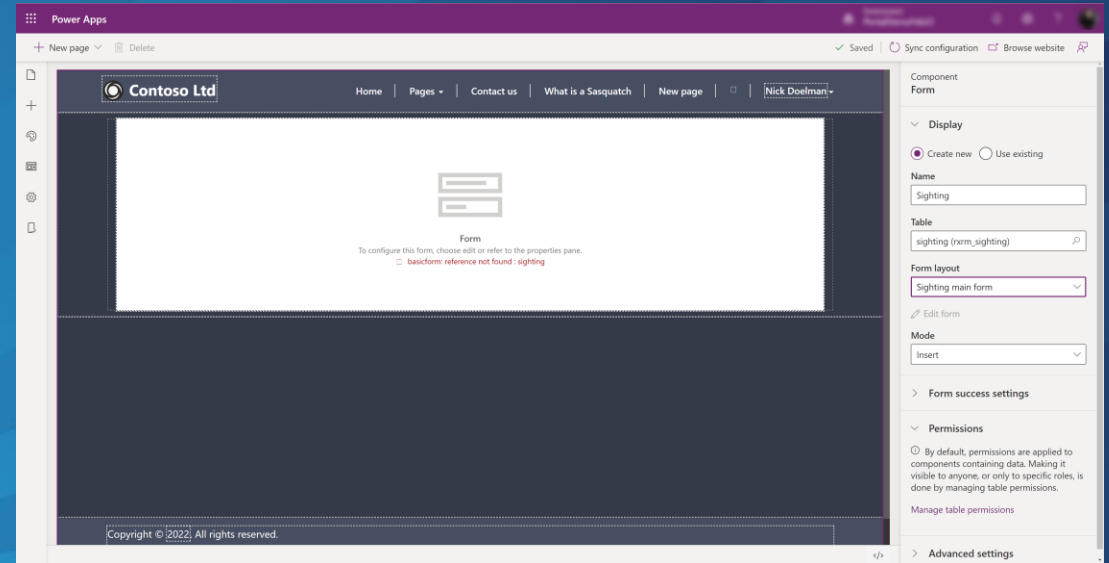 Power Apps
?
New page
Delete
Saved
Sync configuration
Browse website
Contoso Ltd
Home
Pages
Contact us
What is a Sasquatch
New page
Nick Doelman
Form
To configure this form, choose edit or refer to the properties pane.
basicform: reference not found : sighting
Copyright © 2022. All rights reserved.
</>
Component
Form
Display
Create new
Use existing
Name
Sighting
Table
sighting (rxrm_sighting)
Form layout
Sighting main form
Edit form
Mode
Insert
Form success settings
Permissions
By default, permissions are applied to
components containing data. Making it
visible to anyone, or only to specific roles, is
done by managing table permissions.
Manage table permissions
Advanced settings